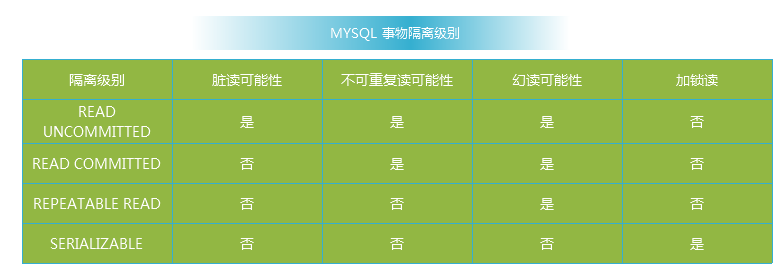 MYSQL 事物隔离级别
隔离级别 脏读可能性 不可重复读可能性 幻读可能性 加锁读
READ
UNCOMMITTED 是 是 是 否
READ COMMITTED 否 是 是 否
REPEATABLE READ 否 否 是 否
SERIALIZABLE 否 否 否 是